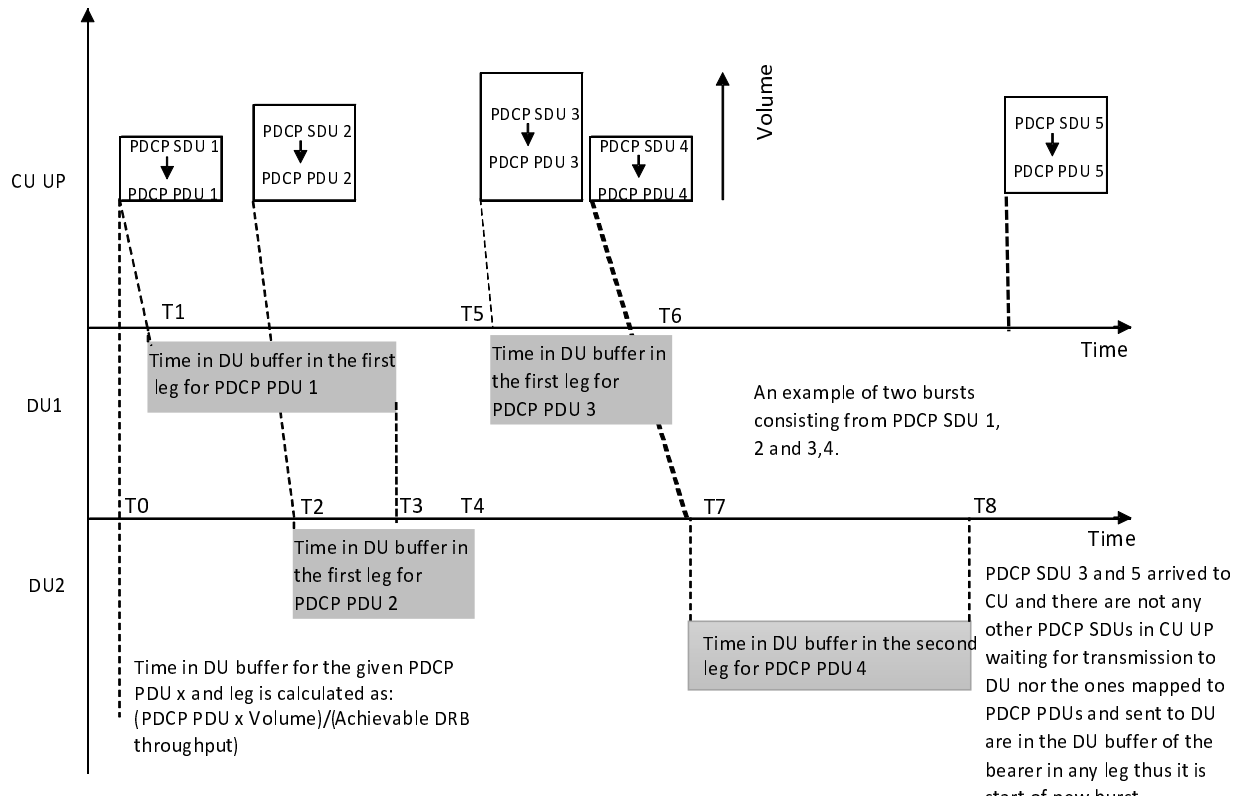 PDCP SDU 1
PDCP PDU 1
PDCP SDU 2
PDCP PDU 2
PDCP SDU 3
PDCP PDU 3
PDCP SDU 4
PDCP PDU 4
Volume
PDCP SDU 5
PDCP PDU 5
CU UP
T1
T5
T6
Time
Time in DU buffer in the first
leg for PDCP PDU 1
Time in DU buffer in
the first leg for
PDCP PDU 3
An example of two bursts
consisting from PDCP SDU 1,
2 and 3,4.
DU1
T0
T2
T3
T4
T7
T8
Time
Time in DU buffer in
the first leg for
PDCP PDU 2
DU2
Time in DU buffer in the second
leg for PDCP PDU 4
PDCP SDU 3 and 5 arrived to
CU and there are not any
other PDCP SDUs in CU UP
waiting for transmission to
DU nor the ones mapped to
PDCP PDUs and sent to DU
are in the DU buffer of the
bearer in any leg thus it is
start of new burst
Time in DU buffer for the given PDCP
PDU x and leg is calculated as:
(PDCP PDU x Volume)/(Achievable DRB
throughput)